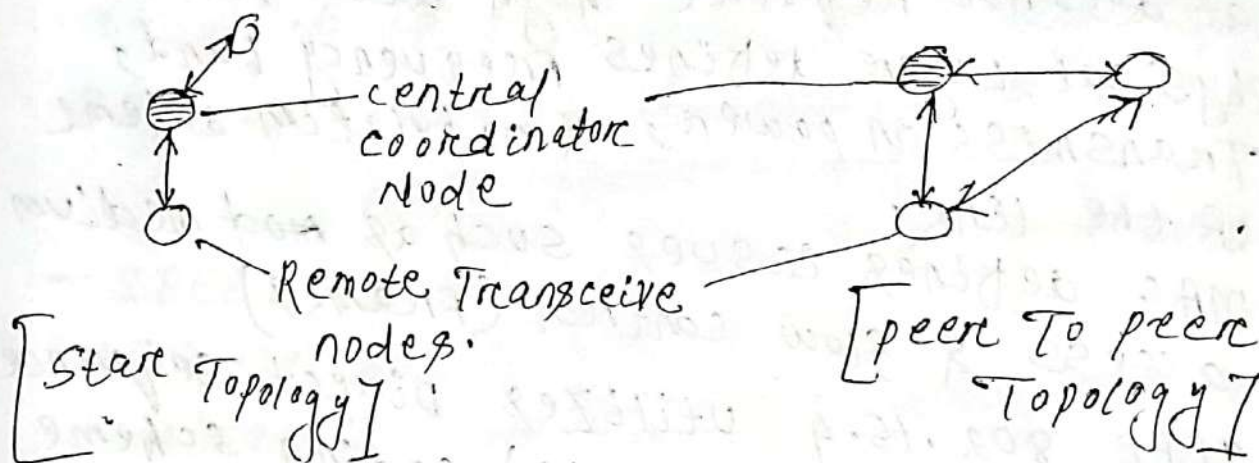 central
coordinator
Node
Remote Transceive
nodes.
[Star Topology]
[peer To peer
Topology]